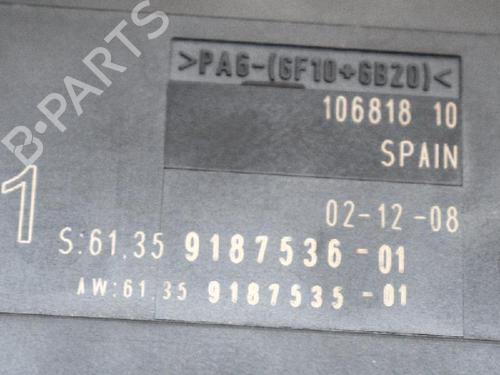 >PA6-(GF10+GB20)<
106818 10
SPAIN
02-12-08
1
S:61.35 9187536-01
AW:61.35 9187535-01
B-PARTS